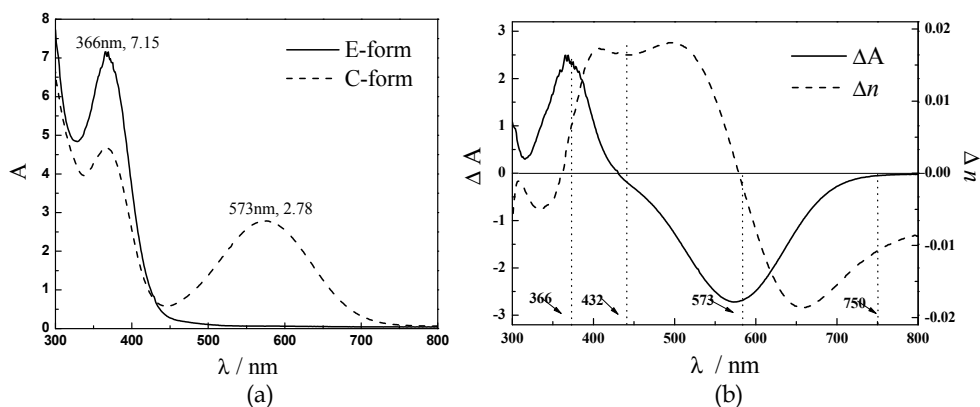 366nm, 7.15
E-form
C-form
573nm, 2.78
A
8
7
6
5
4
3
2
1
0
300 400 500 600 700 800
λ / nm
(a)
ΔA
Δn
Δ A
3
2
1
0
-1
-2
-3
0.02
0.01
0.00
-0.01
-0.02
Δ n
366 432 573 750
300 400 500 600 700 800
λ / nm
(b)